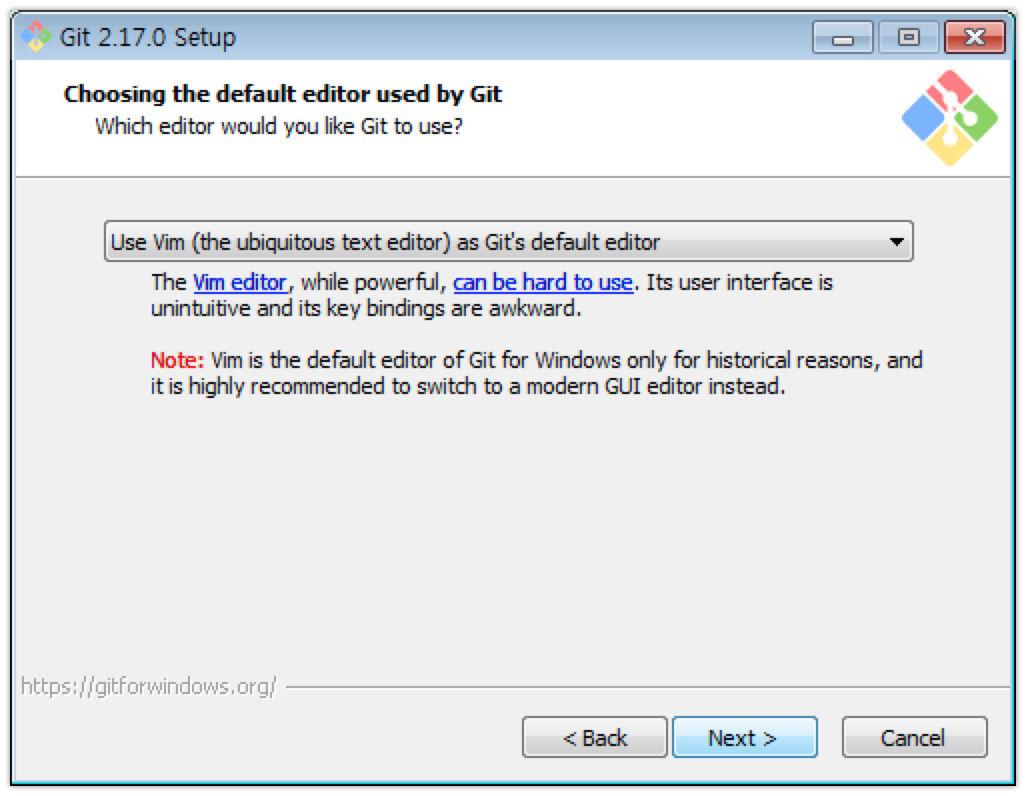 Git 2.17.0 Setup
Choosing the default editor used by Git
Which editor would you like Git to use?
Use Vim (the ubiquitous text editor) as Git's default editor
The Vim editor, while powerful, can be hard to use. Its user interface is
unintuitive and its key bindings are awkward.
Note: Vim is the default editor of Git for Windows only for historical reasons, and
it is highly recommended to switch to a modern GUI editor instead.
https://gitforwindows.org/
< Back
Next >
Cancel